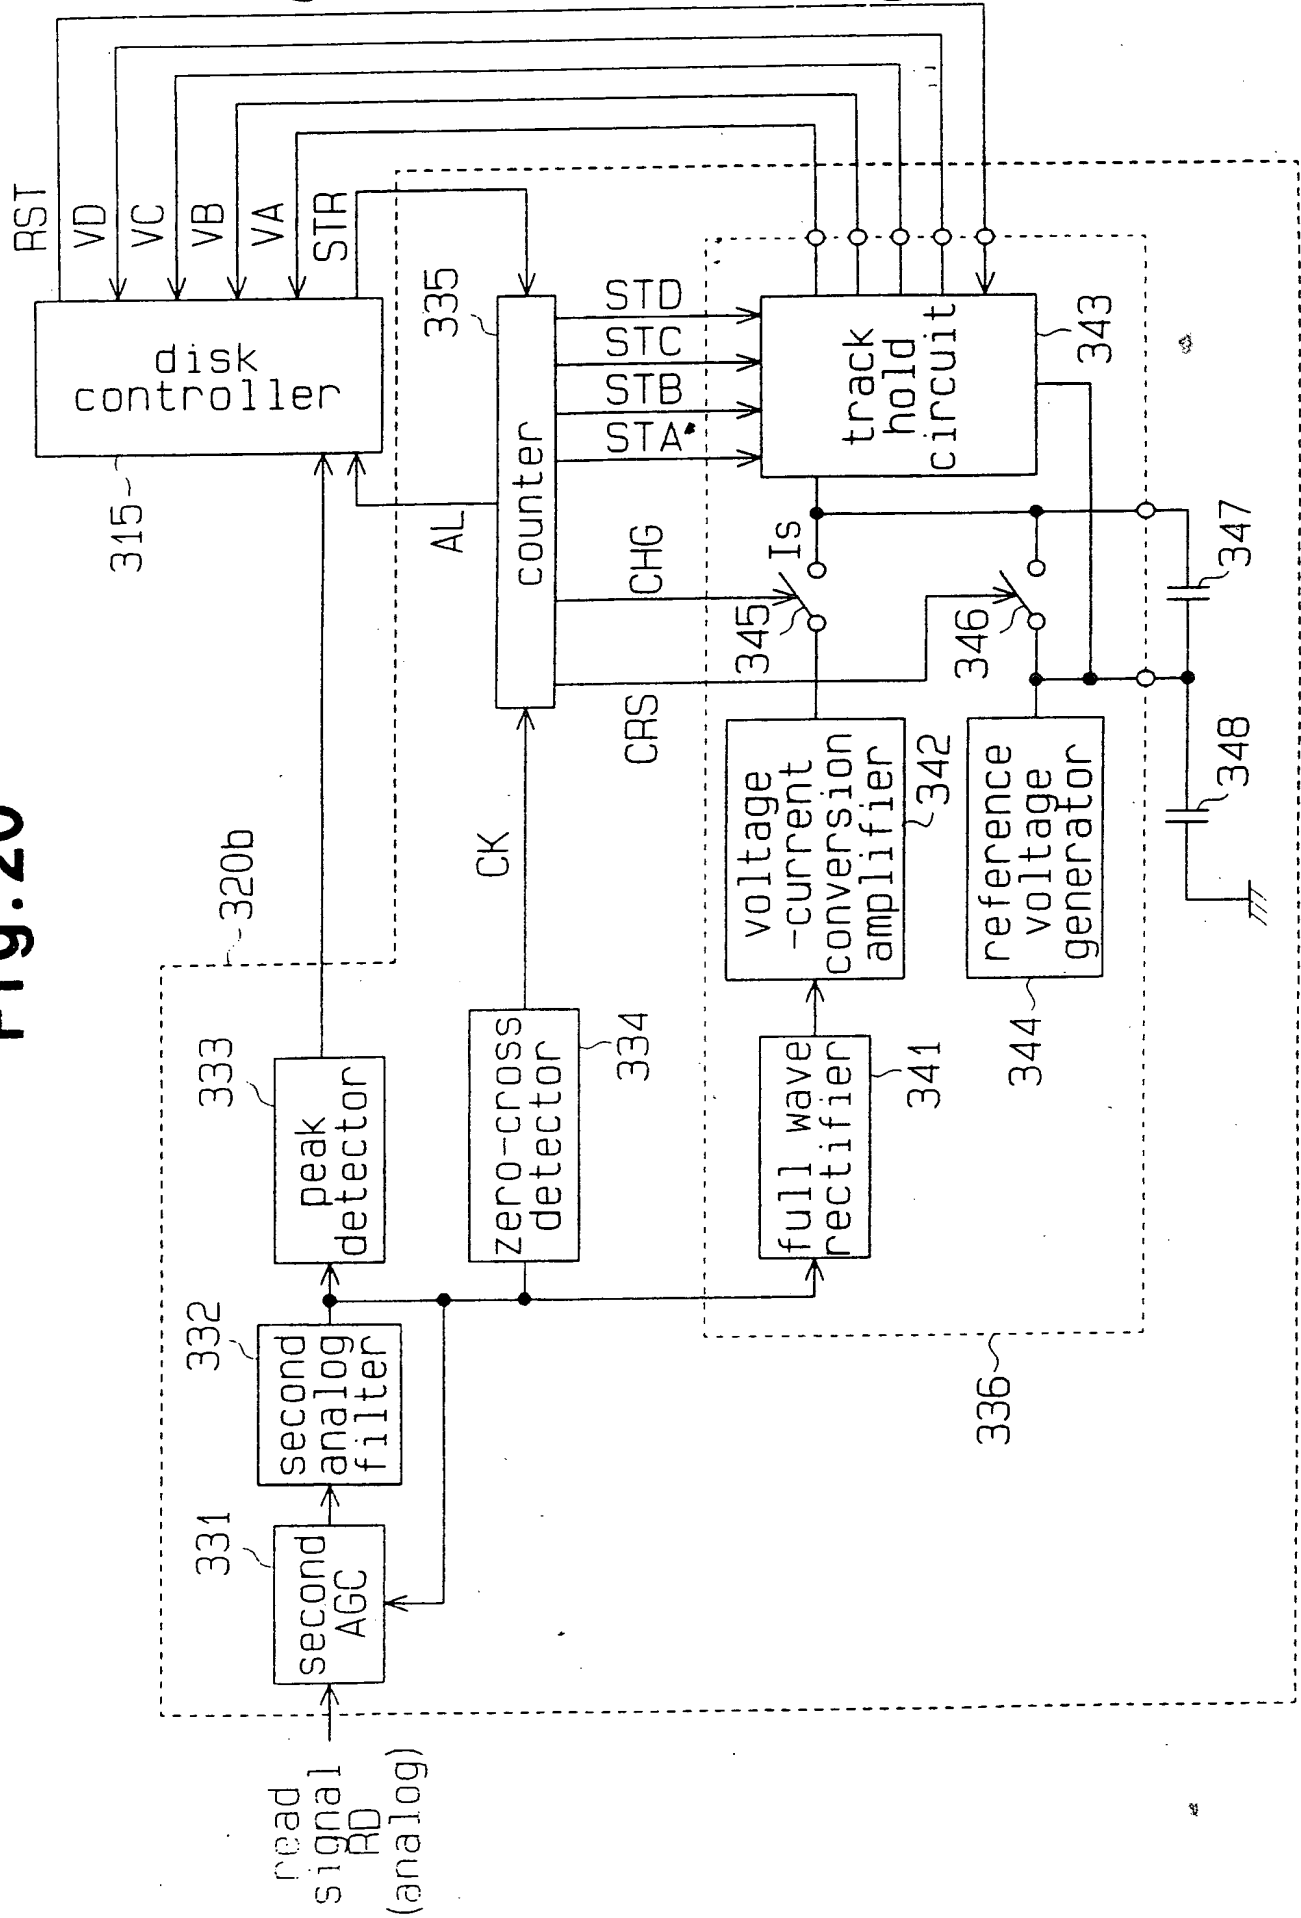 Fig.20
read
signal
RD
(analog)
331
second
AGC
332
second
analog
filter
333
peak
detector
320b
315
disk
controller
RST
VD
VC
VB
VA
STR
zero-cross
detector
334
CK
AL
335
counter
CRS
CHG
STA
STB
STC
STD
336
full wave
rectifier
341
voltage
-current
conversion
amplifier
342
345
Is
track
hold
circuit
343
reference
voltage
generator
344
346
348
347